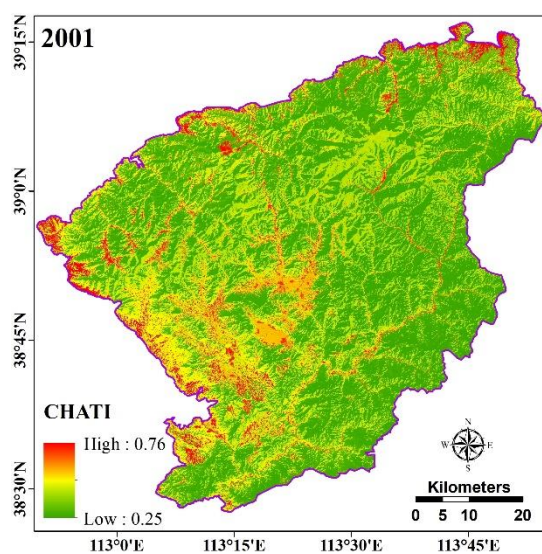 2001
39°15'N
39°0'N
38°45'N
38°30'N
CHATI
High : 0.76
Low : 0.25
N
W E
S
Kilometers
0 5 10 20
113°0'E 113°15'E 113°30'E 113°45'E